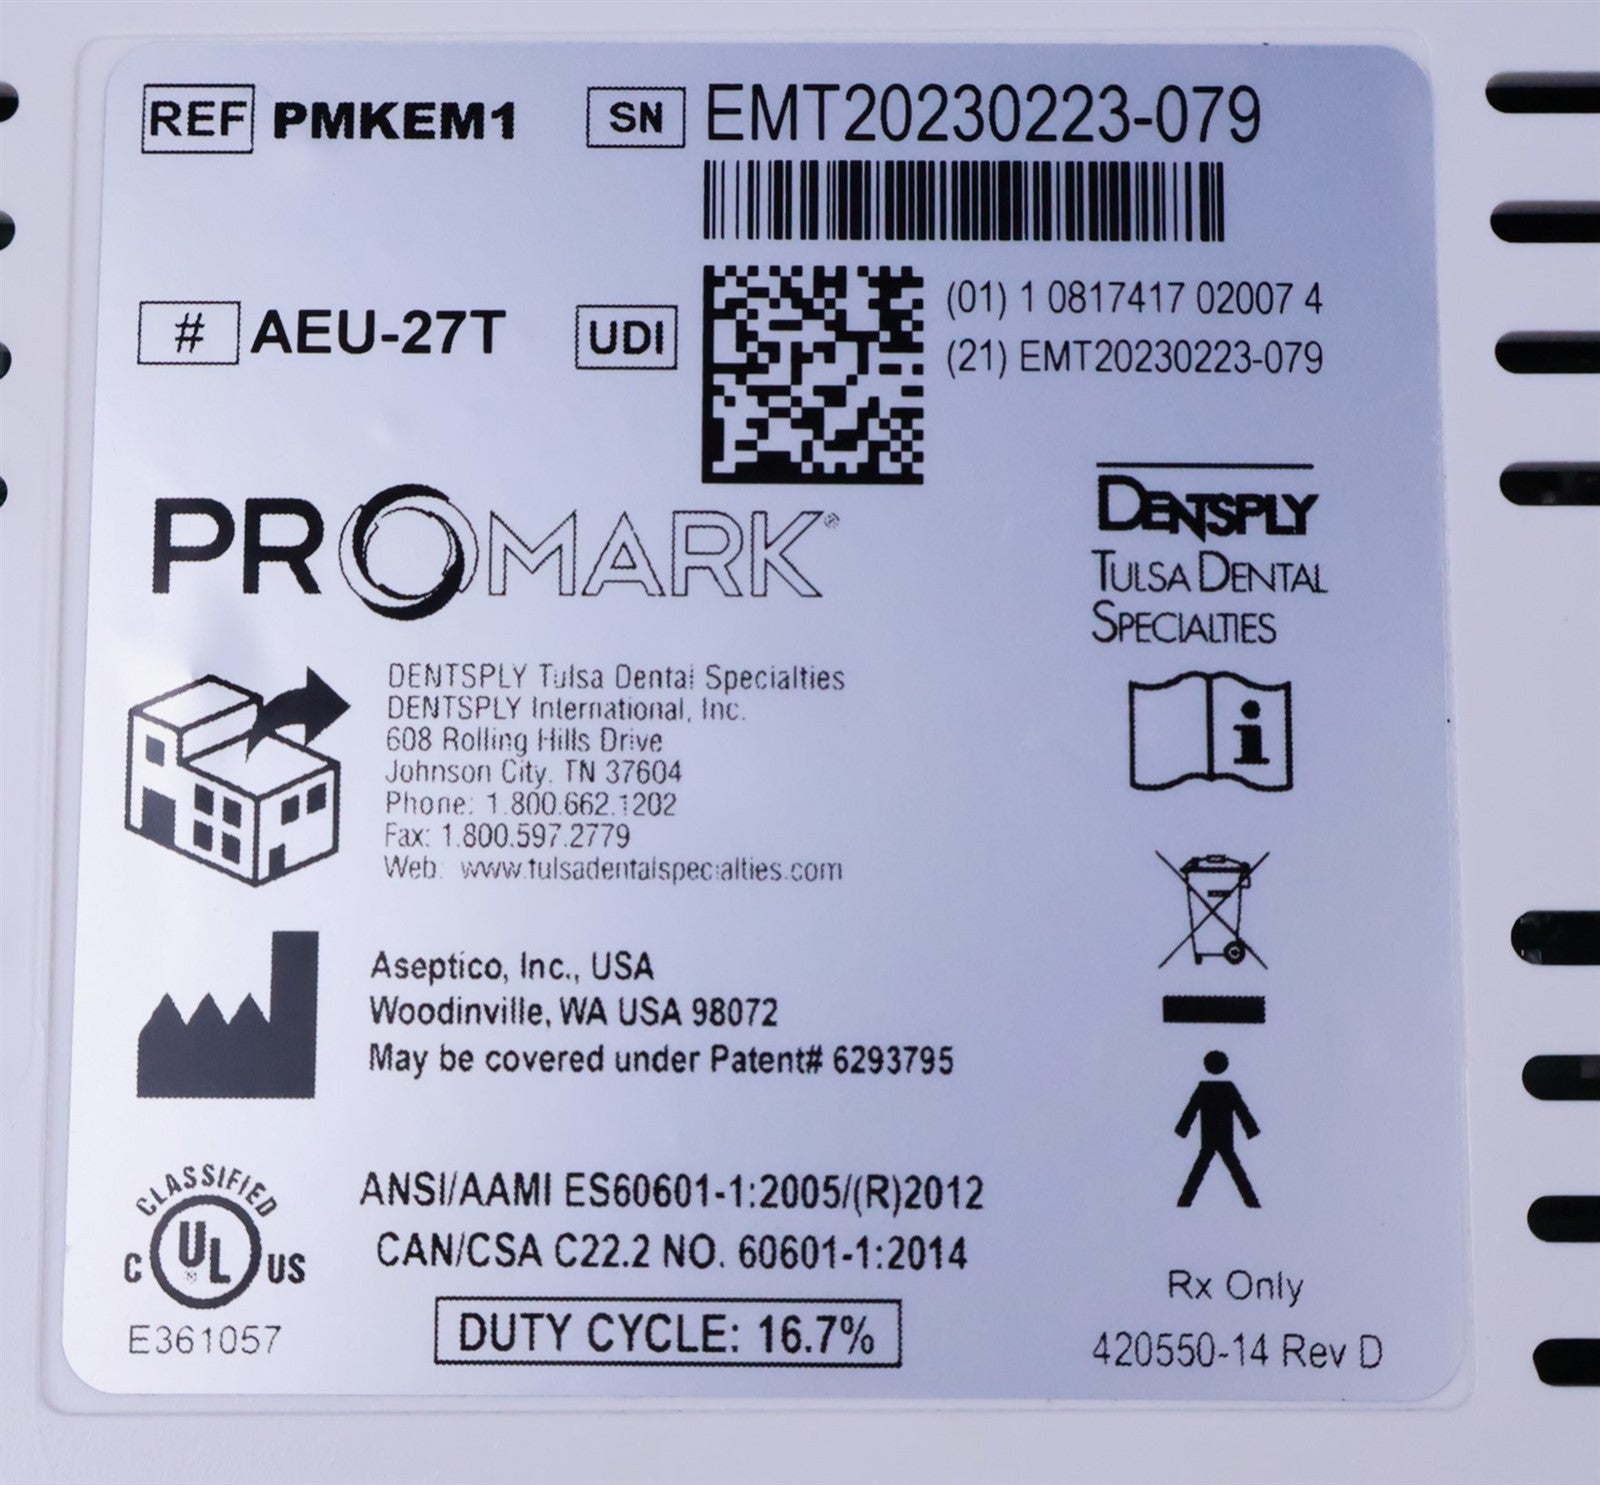 REF PMKEM1
SN EMT20230223-079
# AEU-27T
UDI
(01) 1 0817417 02007 4
(21) EMT20230223-079
PROMARK®
DENTSPLY
TULSA DENTAL
SPECIALTIES
DENTSPLY Tulsa Dental Specialties
DENTSPLY International, Inc.
608 Rolling Hills Drive
Johnson City, TN 37604
Phone: 1.800.662.1202
Fax: 1.800.597.2779
Web: www.tulsadentalspecialties.com
i
Aseptico, Inc., USA
Woodinville, WA USA 98072
May be covered under Patent# 6293795
CLASSIFIED
C UL® US
E361057
ANSI/AAMI ES60601-1:2005/(R)2012
CAN/CSA C22.2 NO. 60601-1:2014
DUTY CYCLE: 16.7%
Rx Only
420550-14 Rev D